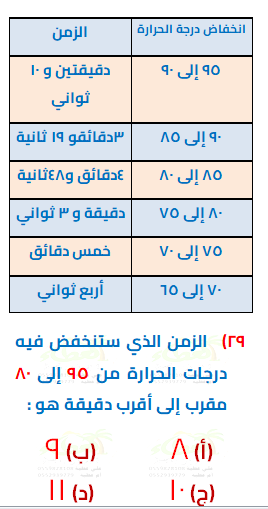 انخفاض درجة الحرارة الزمن
٩٥ إلى ٩٠ دقيقتين و ١٠
ثواني
٩٠ إلى ٨٥ ٣دقائقو ١٩ ثانية
٨٥ إلى ٨٠ ٤دقائق و٤٨ثانية
٨٠ إلى ٧٥ دقيقة و ٣ ثواني
٧٥ إلى ٧٠ خمس دقائق
٧٠ إلى ٦٥ أربع ثواني
٢٩) الزمن الذي ستنخفض فيه
درجات الحرارة من ٩٥ إلى ٨٠
مقرب إلى أقرب دقيقة هو :
(أ) ٨ (ب) ٩
(ج) ١٠ (د) ١١